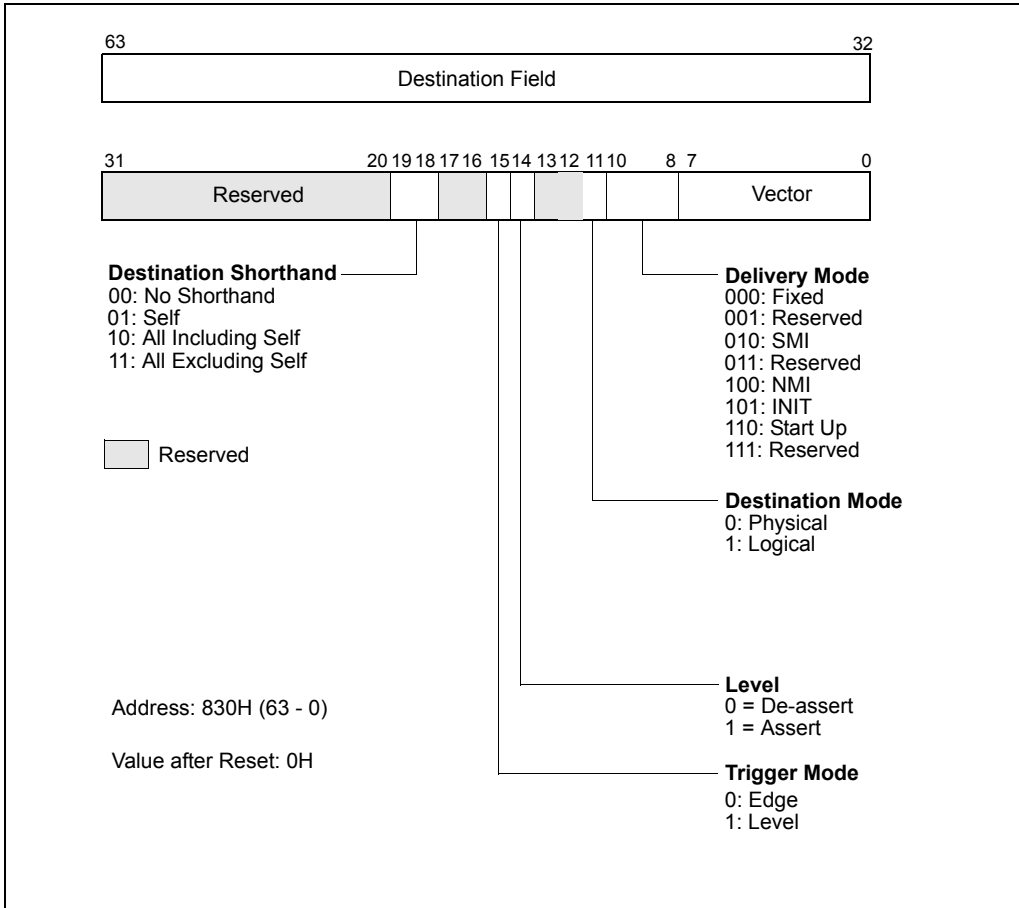 63 32
Destination Field
31 20 19 18 17 16 15 14 13 12 11 10 8 7 0
Reserved Vector
Destination Shorthand
00: No Shorthand
01: Self
10: All Including Self
11: All Excluding Self
Reserved
Delivery Mode
000: Fixed
001: Reserved
010: SMI
011: Reserved
100: NMI
101: INIT
110: Start Up
111: Reserved
Destination Mode
0: Physical
1: Logical
Level
0 = De-assert
1 = Assert
Address: 830H (63 - 0)
Value after Reset: 0H
Trigger Mode
0: Edge
1: Level